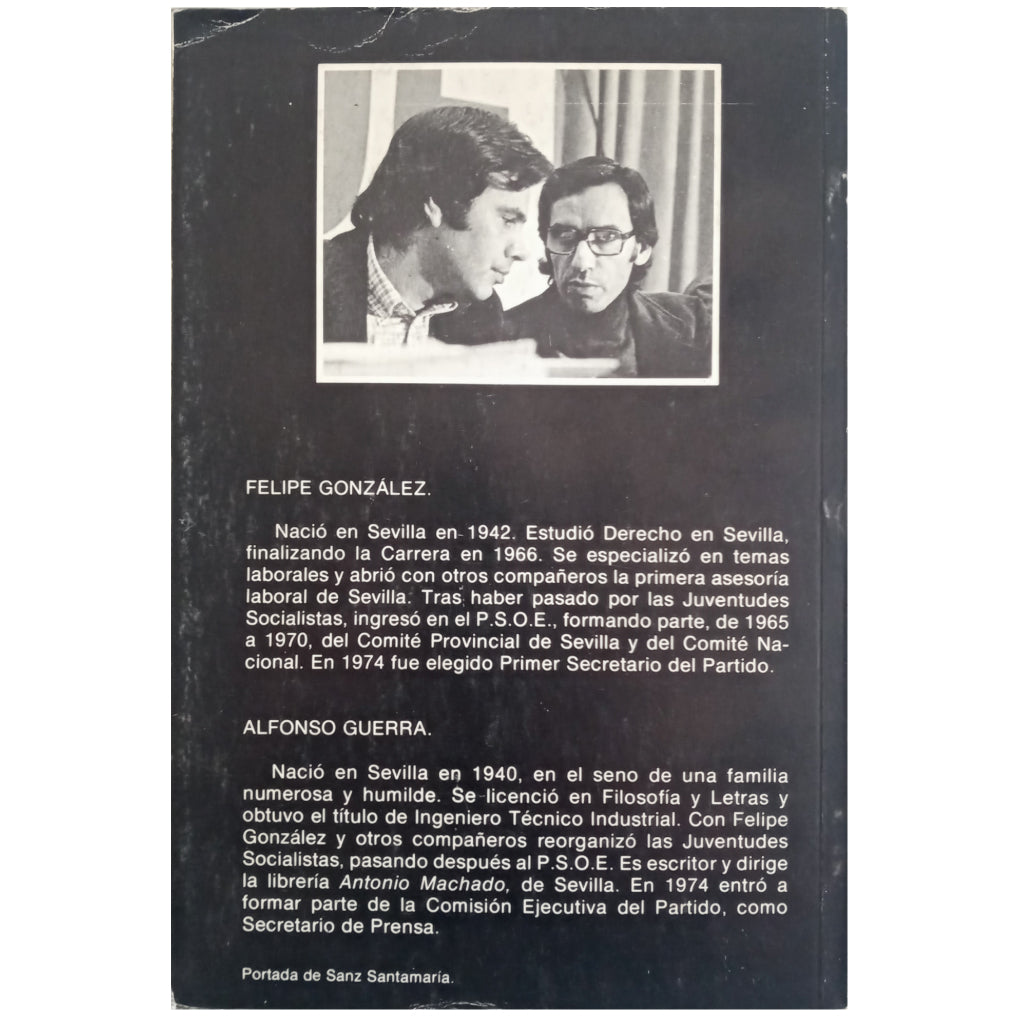 FELIPE GONZÁLEZ.
Nació en Sevilla en 1942. Estudió Derecho en Sevilla,
finalizando la Carrera en 1966. Se especializó en temas
laborales y abrió con otros compañeros la primera asesoría
laboral de Sevilla. Tras haber pasado por las Juventudes
Socialistas, ingresó en el P.S.O.E., formando parte, de 1965
a 1970, del Comité Provincial de Sevilla y del Comité Na-
cional. En 1974 fue elegido Primer Secretario del Partido.
ALFONSO GUERRA.
Nació en Sevilla en 1940, en el seno de una familia
numerosa y humilde. Se licenció en Filosofía y Letras y
obtuvo el título de Ingeniero Técnico Industrial. Con Felipe
González y otros compañeros reorganizó las Juventudes
Socialistas, pasando después al P.S.O.E. Es escritor y dirige
la librería Antonio Machado, de Sevilla. En 1974 entró a
formar parte de la Comisión Ejecutiva del Partido, como
Secretario de Prensa.
Portada de Sanz Santamaría.